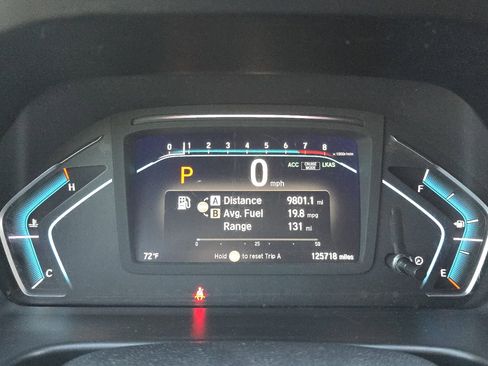 0 1 2 3 4 5 6 7 8 x1000r/min
ACC CRUISE MODE LKAS
H
F
P
0 mph
A Distance 9801.1 mi
B Avg. Fuel 19.8 mpg
Range 131 mi
0 25 50
72°F Hold to reset Trip A 125718 miles
C
E